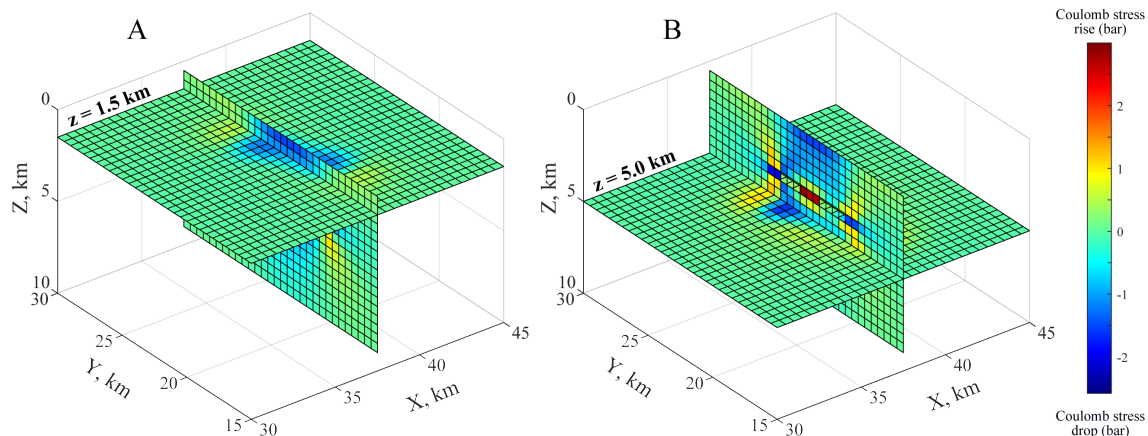 A
B
Coulomb stress
rise (bar)
0
z = 1.5 km
5
10
30
25
20
15
30
35
40
45
Z, km
Y, km
X, km
0
z = 5.0 km
5
10
30
25
20
15
30
35
40
45
Z, km
Y, km
X, km
2
1
0
-1
-2
Coulomb stress
drop (bar)